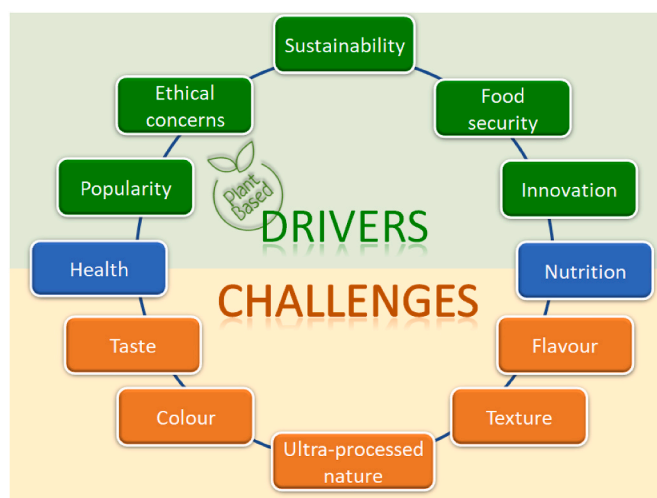 Sustainability
Ethical
concerns
Food
security
Popularity
Plant
Based
Innovation
DRIVERS
Health
Nutrition
CHALLENGES
Taste
Flavour
Colour
Texture
Ultra-processed
nature